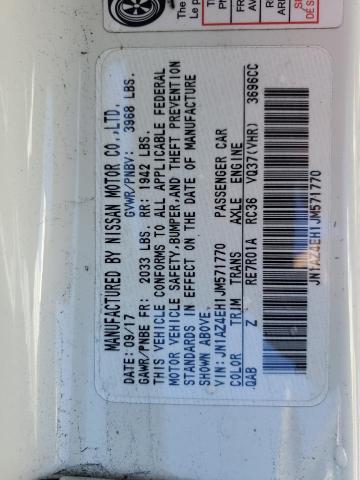 MANUFACTURED BY NISSAN MOTOR CO.,LTD.
DATE: 09/17 GVWR/PNBV: 3968 LBS.
GAWR/PNBE FR: 2033 LBS. RR: 1942 LBS.
THIS VEHICLE CONFORMS TO ALL APPLICABLE FEDERAL
MOTOR VEHICLE SAFETY,BUMPER,AND THEFT PREVENTION
STANDARDS IN EFFECT ON THE DATE OF MANUFACTURE
SHOWN ABOVE.
VIN: JN1AZ4EH1JM571770 PASSENGER CAR
COLOR TRIM TRANS AXLE ENGINE
QAB Z RE7R01A RC36 VQ37(VHR) 3696CC
JN1AZ4EH1JM571770
The
Le p